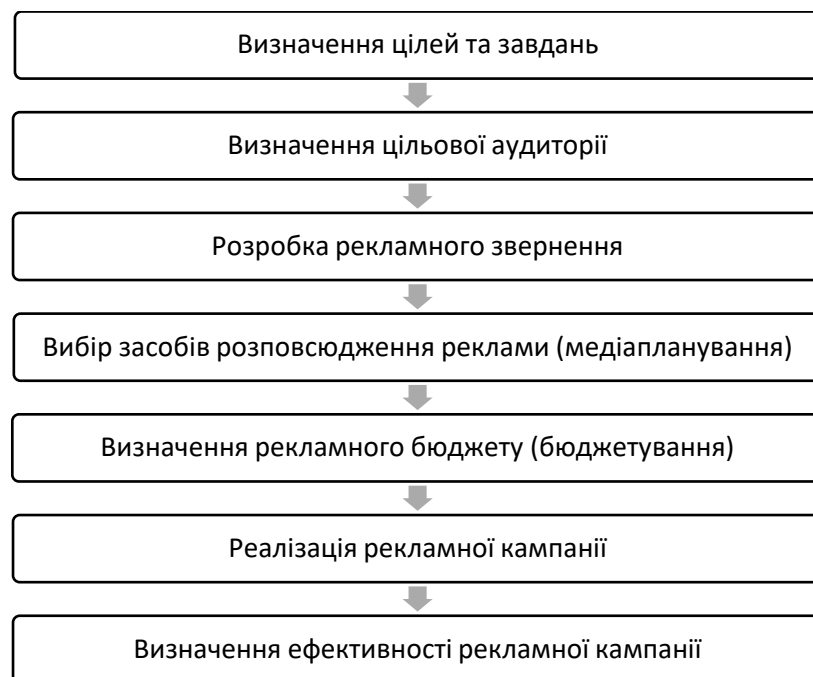 Визначення цілей та завдань
Визначення цільової аудиторії
Розробка рекламного звернення
Вибір засобів розповсюдження реклами (медіапланування)
Визначення рекламного бюджету (бюджетування)
Реалізація рекламної кампанії
Визначення ефективності рекламної кампанії